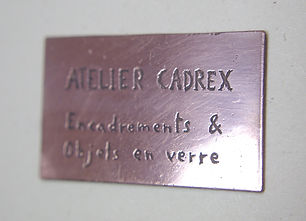 ATELIER CADREX
Encadrements &
Objets en verre